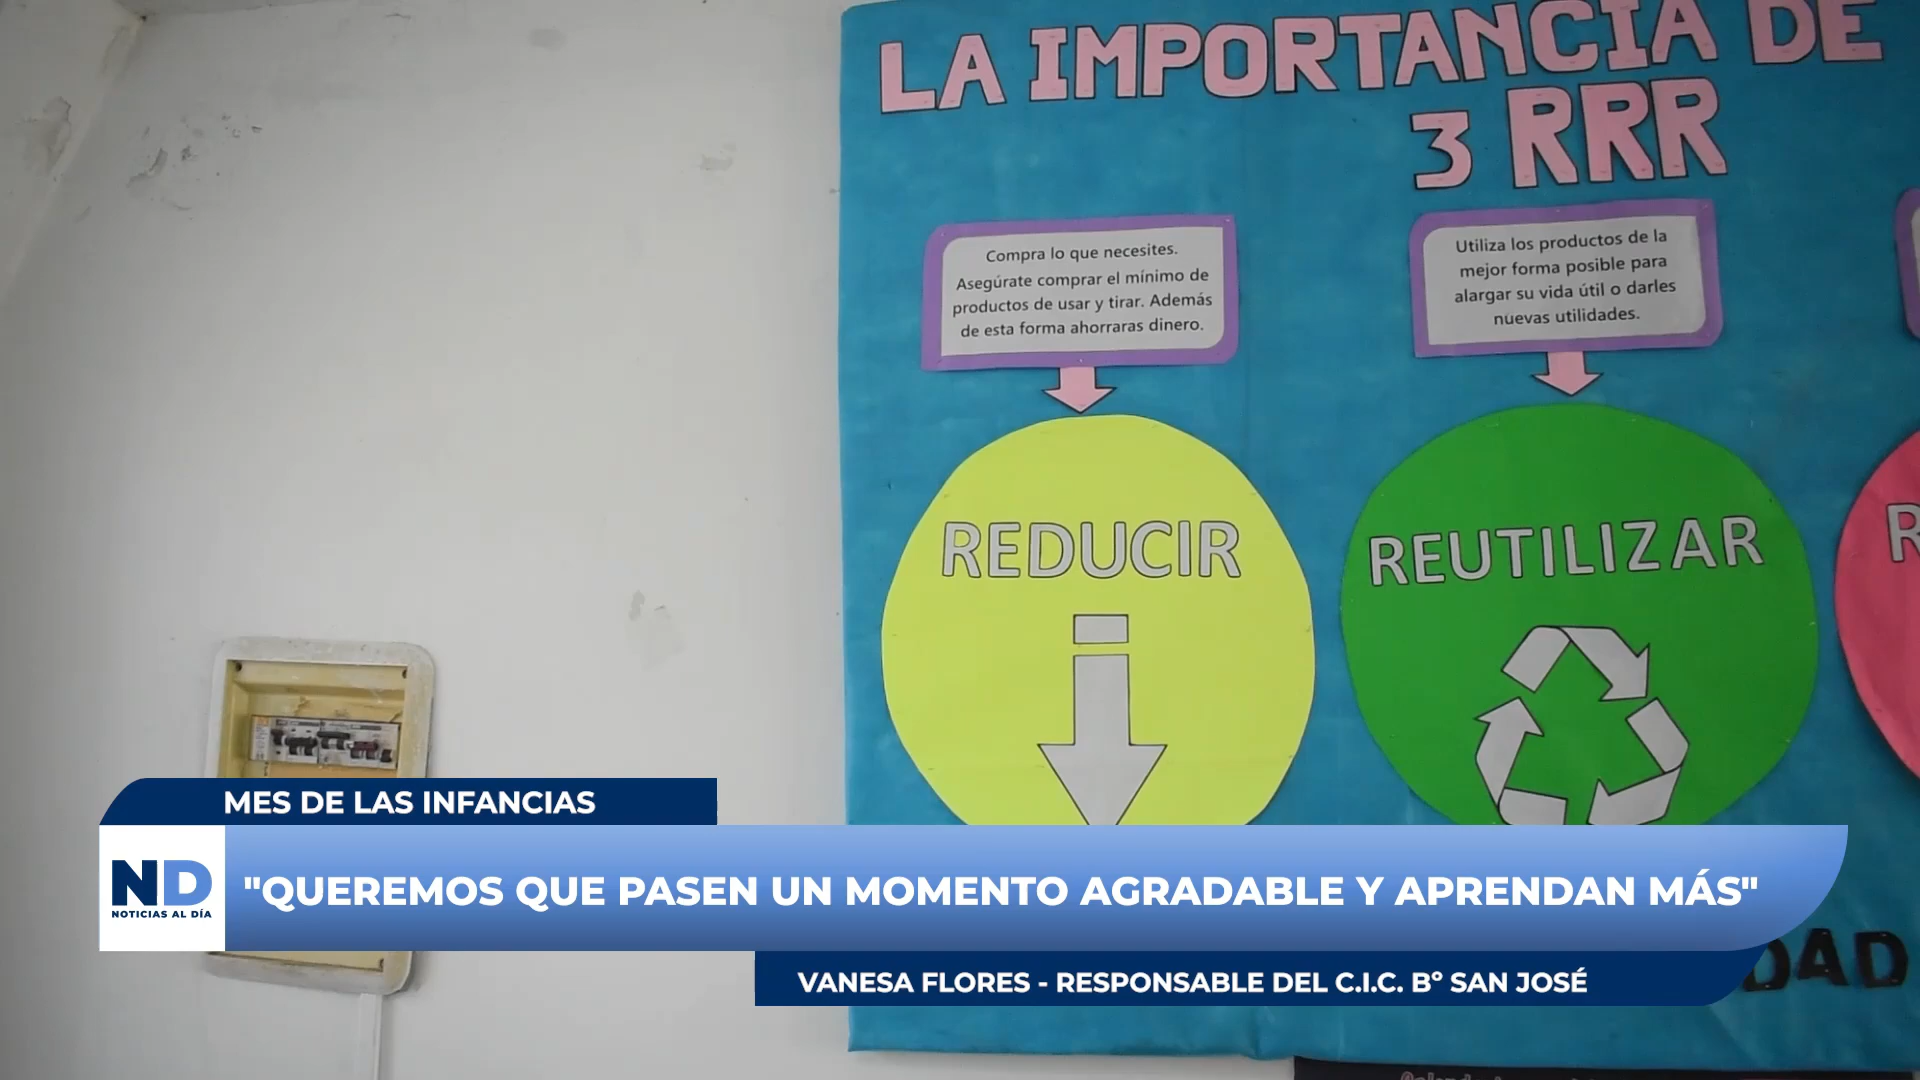 LA IMPORTANCIA DE
3 RRR
Compra lo que necesites.
Asegúrate comprar el mínimo de
productos de usar y tirar. Además
de esta forma ahorraras dinero.
Utiliza los productos de la
mejor forma posible para
alargar su vida útil o darles
nuevas utilidades.
REDUCIR
REUTILIZAR
R
MES DE LAS INFANCIAS
ND
NOTICIAS AL DÍA
"QUEREMOS QUE PASEN UN MOMENTO AGRADABLE Y APRENDAN MÁS"
DAD
VANESA FLORES - RESPONSABLE DEL C.I.C. Bº SAN JOSÉ